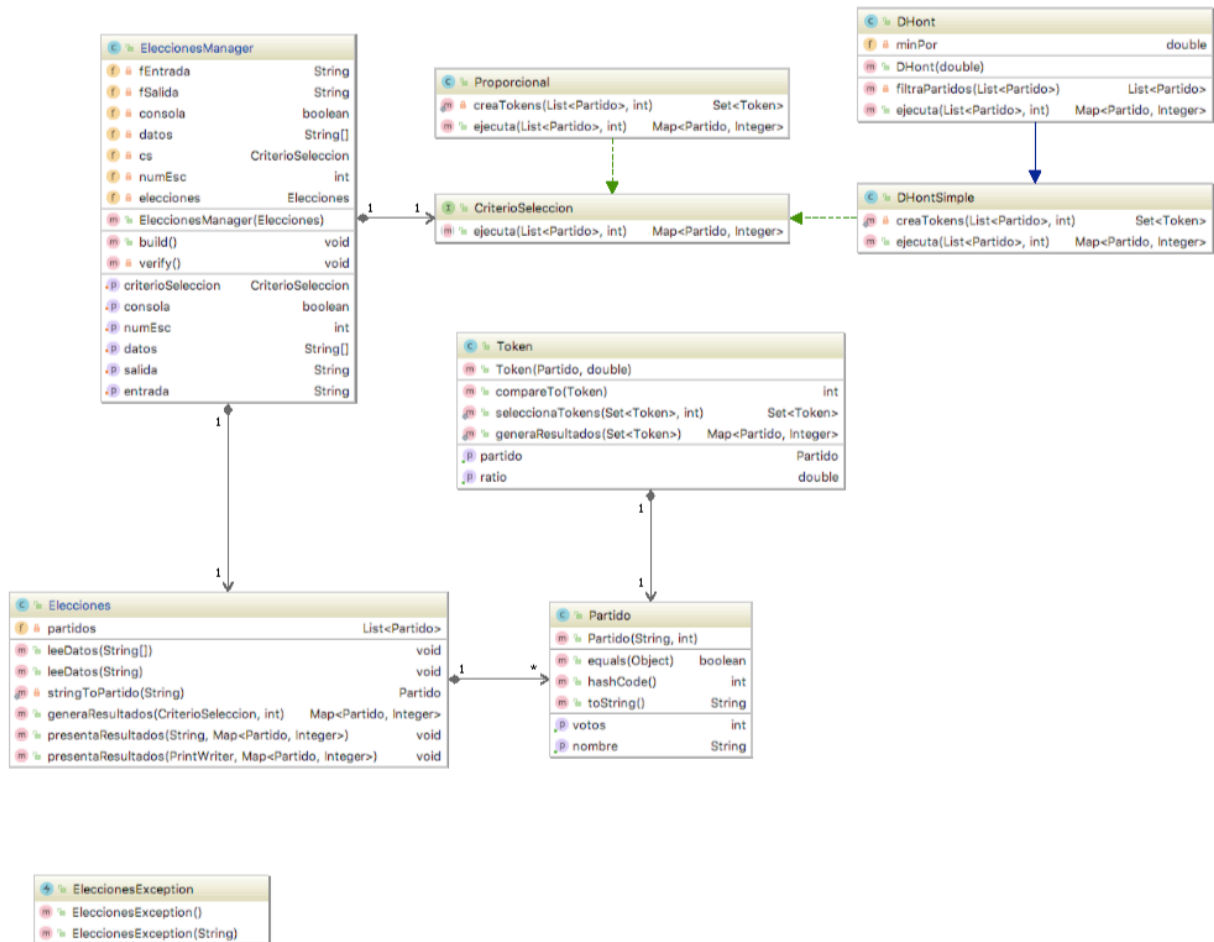 EleccionesManager
fEntrada String
fSalida String
consola boolean
datos String[]
cs CriterioSeleccion
numEsc int
elecciones Elecciones
EleccionesManager(Elecciones)
build() void
verify() void
criterioSeleccion CriterioSeleccion
consola boolean
numEsc int
datos String[]
salida String
entrada String
1 1
Proporcional
creaTokens(List<Partido>, int) Set<Token>
ejecuta(List<Partido>, int) Map<Partido, Integer>
CriterioSeleccion
ejecuta(List<Partido>, int) Map<Partido, Integer>
DHont
minPor double
DHont(double)
filtraPartidos(List<Partido>) List<Partido>
ejecuta(List<Partido>, int) Map<Partido, Integer>
DHontSimple
creaTokens(List<Partido>, int) Set<Token>
ejecuta(List<Partido>, int) Map<Partido, Integer>
Token
Token(Partido, double)
compareTo(Token) int
seleccionaTokens(Set<Token>, int) Set<Token>
generaResultados(Set<Token>) Map<Partido, Integer>
partido Partido
ratio double
1
1
1
1
Elecciones
partidos List<Partido>
leeDatos(String[]) void
leeDatos(String) void
stringToPartido(String) Partido
generaResultados(CriterioSeleccion, int) Map<Partido, Integer>
presentaResultados(String, Map<Partido, Integer>) void
presentaResultados(PrintWriter, Map<Partido, Integer>) void
1 *
Partido
Partido(String, int)
equals(Object) boolean
hashCode() int
toString() String
votos int
nombre String
EleccionesException
EleccionesException()
EleccionesException(String)